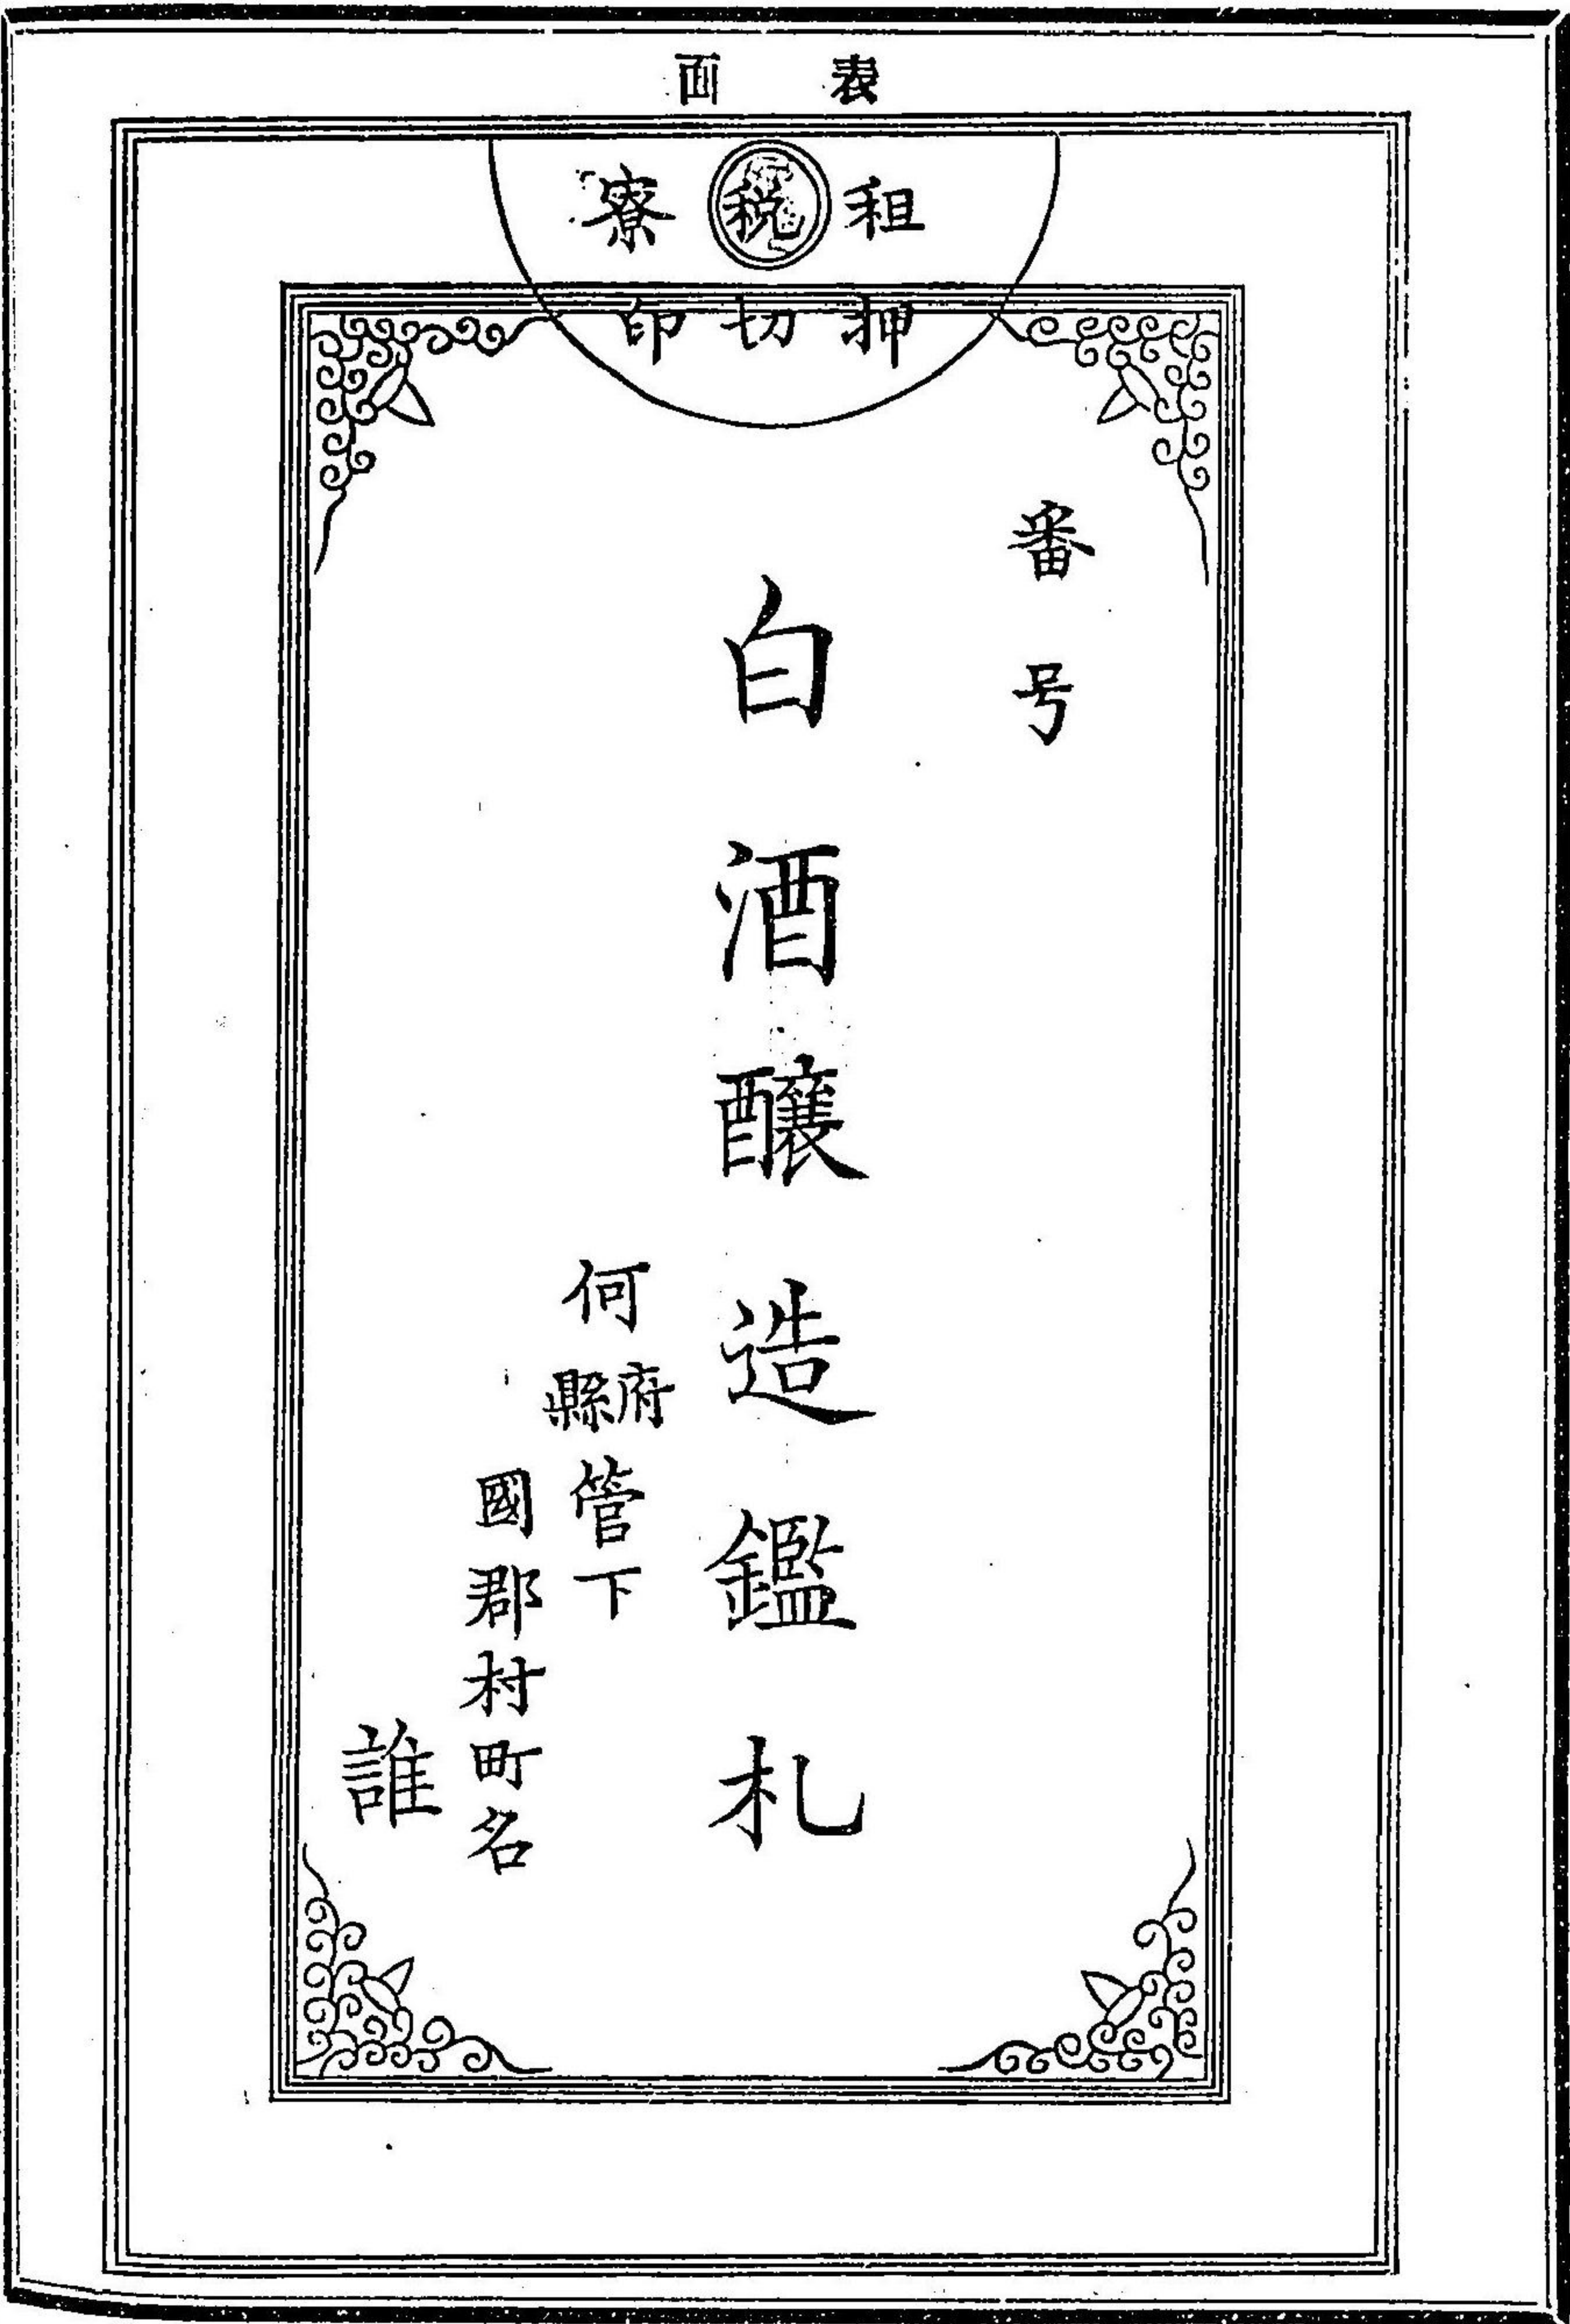 表面
租税寮
押切印
番号
白酒醸造鑑札
何府縣管下
國郡村町名
誰